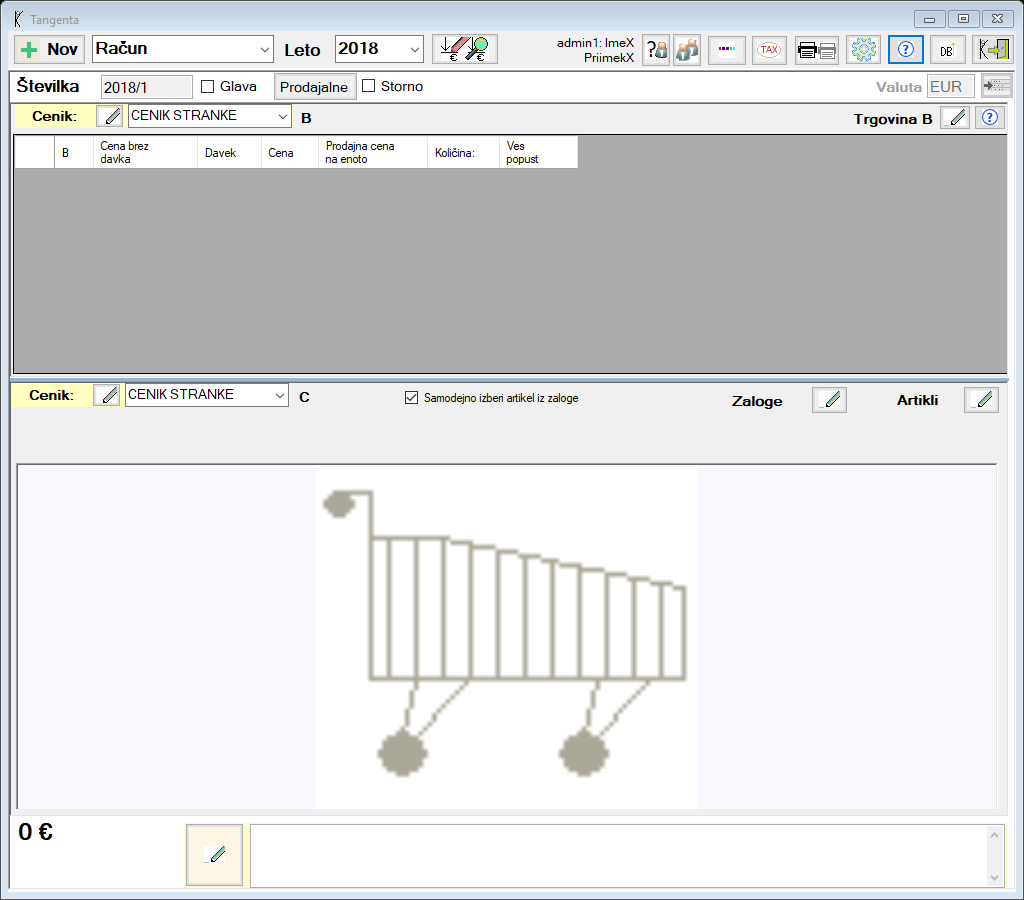 Tangenta
Nov
Račun
Leto
2018
€ €
admin1: ImeX
PriimekX
?
TAX
?
DB
Številka
2018/1
Glava
Prodajalne
Storno
Valuta
EUR
Cenik:
CENIK STRANKE
B
Trgovina B
?
B
Cena brez
davka
Davek
Cena
Prodajna cena
na enoto
Količina:
Ves
popust
Cenik:
CENIK STRANKE
C
Samodejno izberi artikel iz zaloge
Zaloge
Artikli
0 €